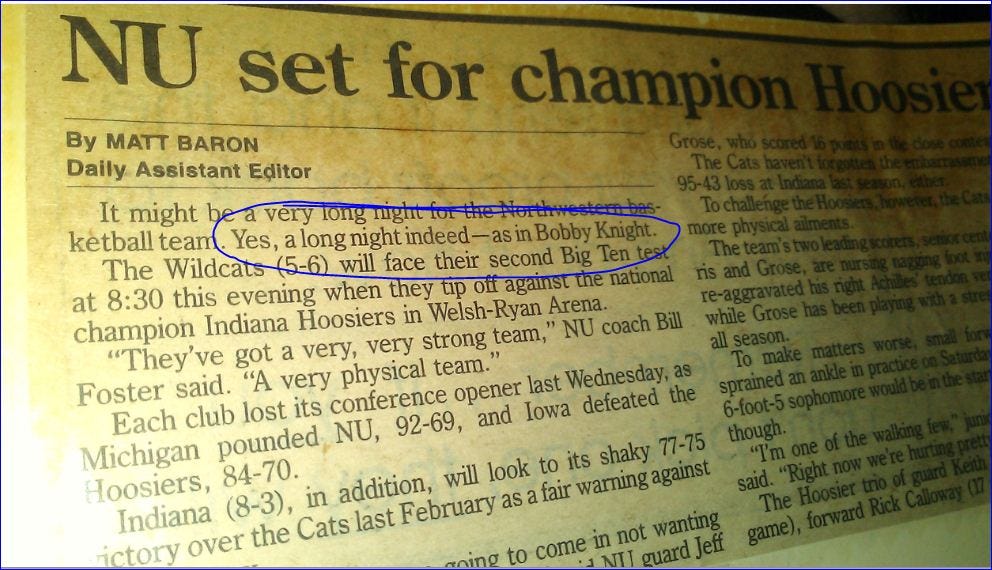 NU set for champion Hoosier
By MATT BARON
Daily Assistant Editor
It might be a very long night for the Northwestern bas-
ketball team. Yes, a long night indeed—as in Bobby Knight.
The Wildcats (5-6) will face their second Big Ten test
at 8:30 this evening when they tip off against the national
champion Indiana Hoosiers in Welsh-Ryan Arena.
“They've got a very, very strong team,” NU coach Bill
Foster said. “A very physical team.”
Each club lost its conference opener last Wednesday, as
Michigan pounded NU, 92-69, and Iowa defeated the
Hoosiers, 84-70.
Indiana (8-3), in addition, will look to its shaky 77-75
victory over the Cats last February as a fair warning against
going to come in not wanting
NU guard Jeff
Grose, who scored 16 points in the close
The Cats haven't forgotten the
95-43 loss at Indiana last season, either.
To challenge the Hoosiers, however, the Cats
more physical ailments.
The team's two leading scorers, senior cent
ris and Grose, are nursing nagging foot inj
re-aggravated his right Achilles' tendon
while Grose has been playing with a stres
all season.
To make matters worse, small forw
sprained an ankle in practice on Saturday
6-foot-5 sophomore would be in the start
though.
“I'm one of the walking few,” juni
said. “Right now we're hurting pretty
The Hoosier trio of guard Keith
game), forward Rick Calloway (17